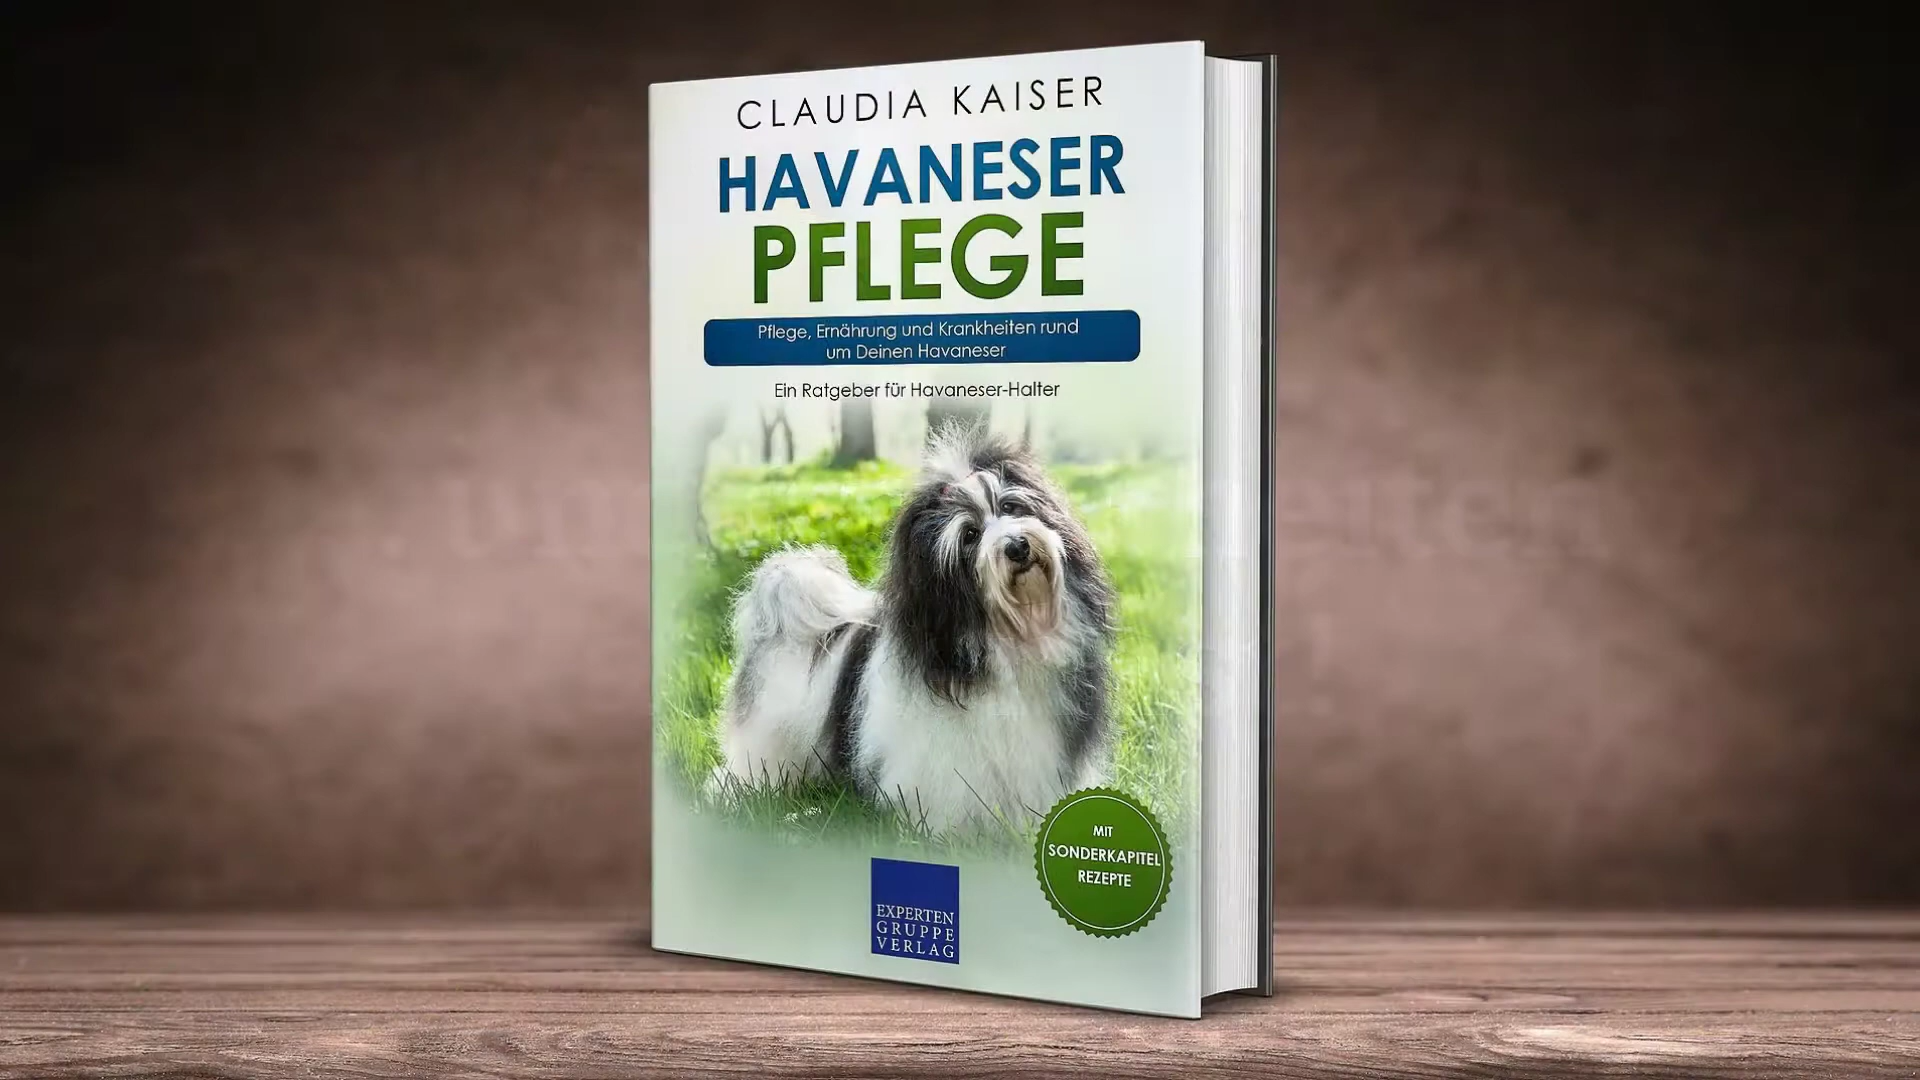 CLAUDIA KAISER
HAVANESER
PFLEGE
Pflege, Ernährung und Krankheiten rund
um Deinen Havaneser
Ein Ratgeber für Havaneser-Halter
MIT
SONDERKAPITEL
REZEPTE
EXPERTEN
GRUPPE
VERLAG